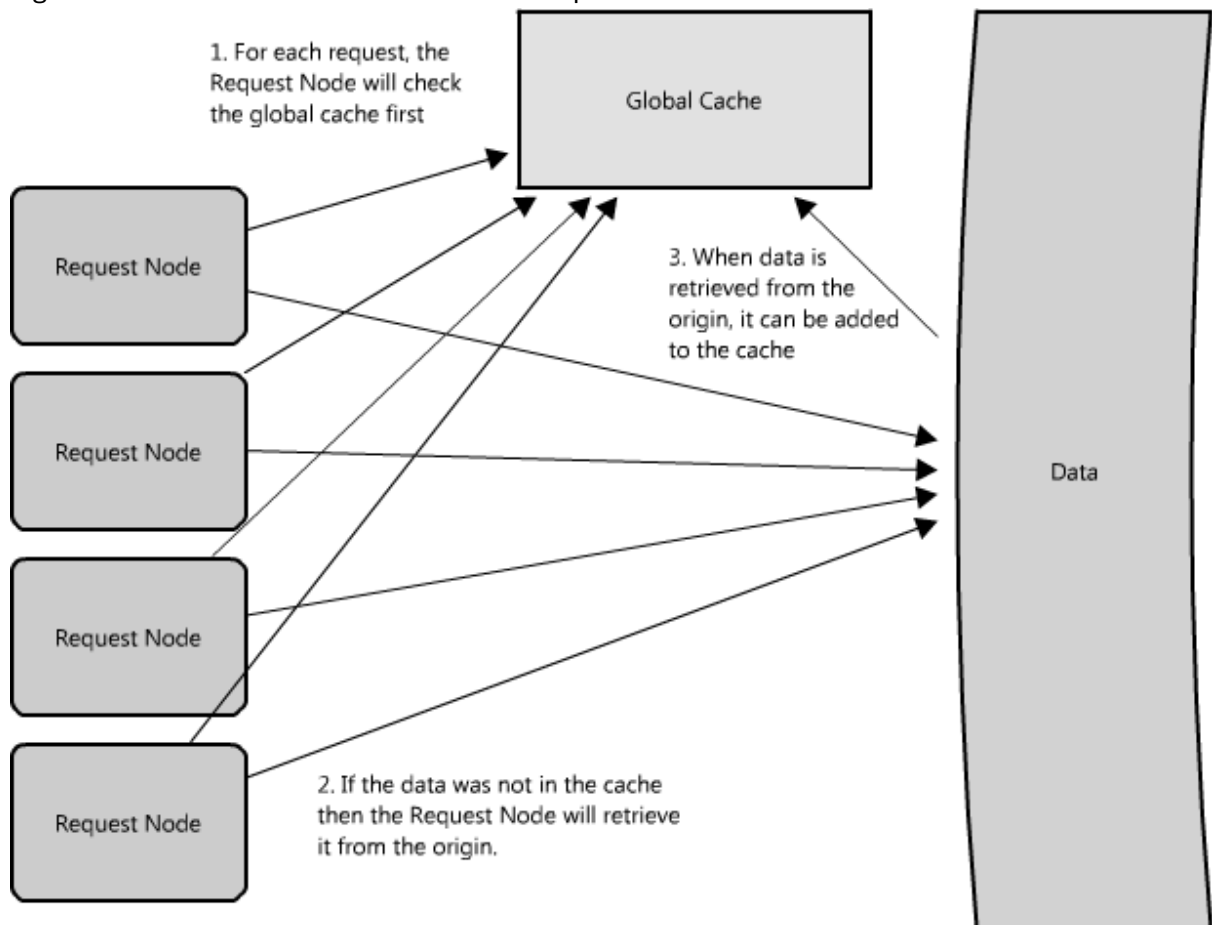 1. For each request, the
Request Node will check
the global cache first
Global Cache
Request Node
3. When data is
retrieved from the
origin, it can be added
to the cache
Request Node
Data
Request Node
2. If the data was not in the cache
then the Request Node will retrieve
it from the origin.
Request Node